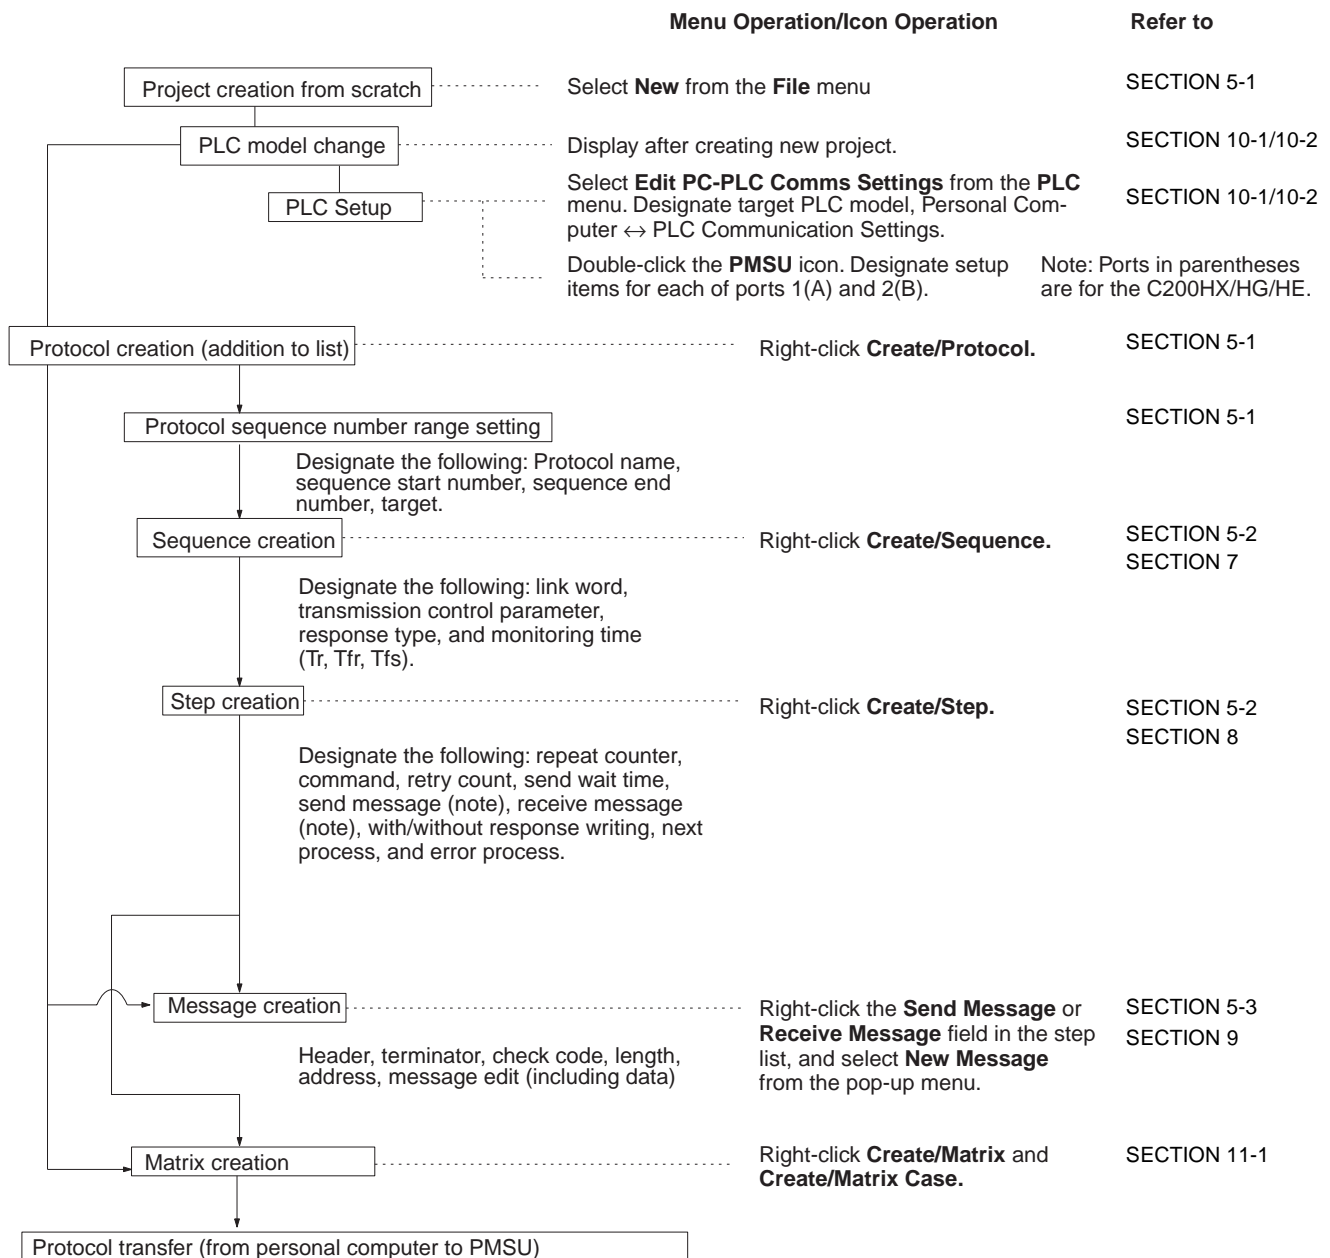 Menu Operation/Icon Operation
Refer to
Project creation from scratch
Select New from the File menu
SECTION 5-1
PLC model change
Display after creating new project.
SECTION 10-1/10-2
PLC Setup
Select Edit PC-PLC Comms Settings from the PLC
menu. Designate target PLC model, Personal Com-
puter ↔ PLC Communication Settings.
SECTION 10-1/10-2
Double-click the PMSU icon. Designate setup
items for each of ports 1(A) and 2(B).
Note: Ports in parentheses
are for the C200HX/HG/HE.
Protocol creation (addition to list)
Right-click Create/Protocol.
SECTION 5-1
Protocol sequence number range setting
SECTION 5-1
Designate the following: Protocol name,
sequence start number, sequence end
number, target.
Sequence creation
Right-click Create/Sequence.
SECTION 5-2
SECTION 7
Designate the following: link word,
transmission control parameter,
response type, and monitoring time
(Tr, Tfr, Tfs).
Step creation
Right-click Create/Step.
SECTION 5-2
SECTION 8
Designate the following: repeat counter,
command, retry count, send wait time,
send message (note), receive message
(note), with/without response writing, next
process, and error process.
Message creation
Right-click the Send Message or
Receive Message field in the step
list, and select New Message
from the pop-up menu.
SECTION 5-3
SECTION 9
Header, terminator, check code, length,
address, message edit (including data)
Matrix creation
Right-click Create/Matrix and
Create/Matrix Case.
SECTION 11-1
Protocol transfer (from personal computer to PMSU)